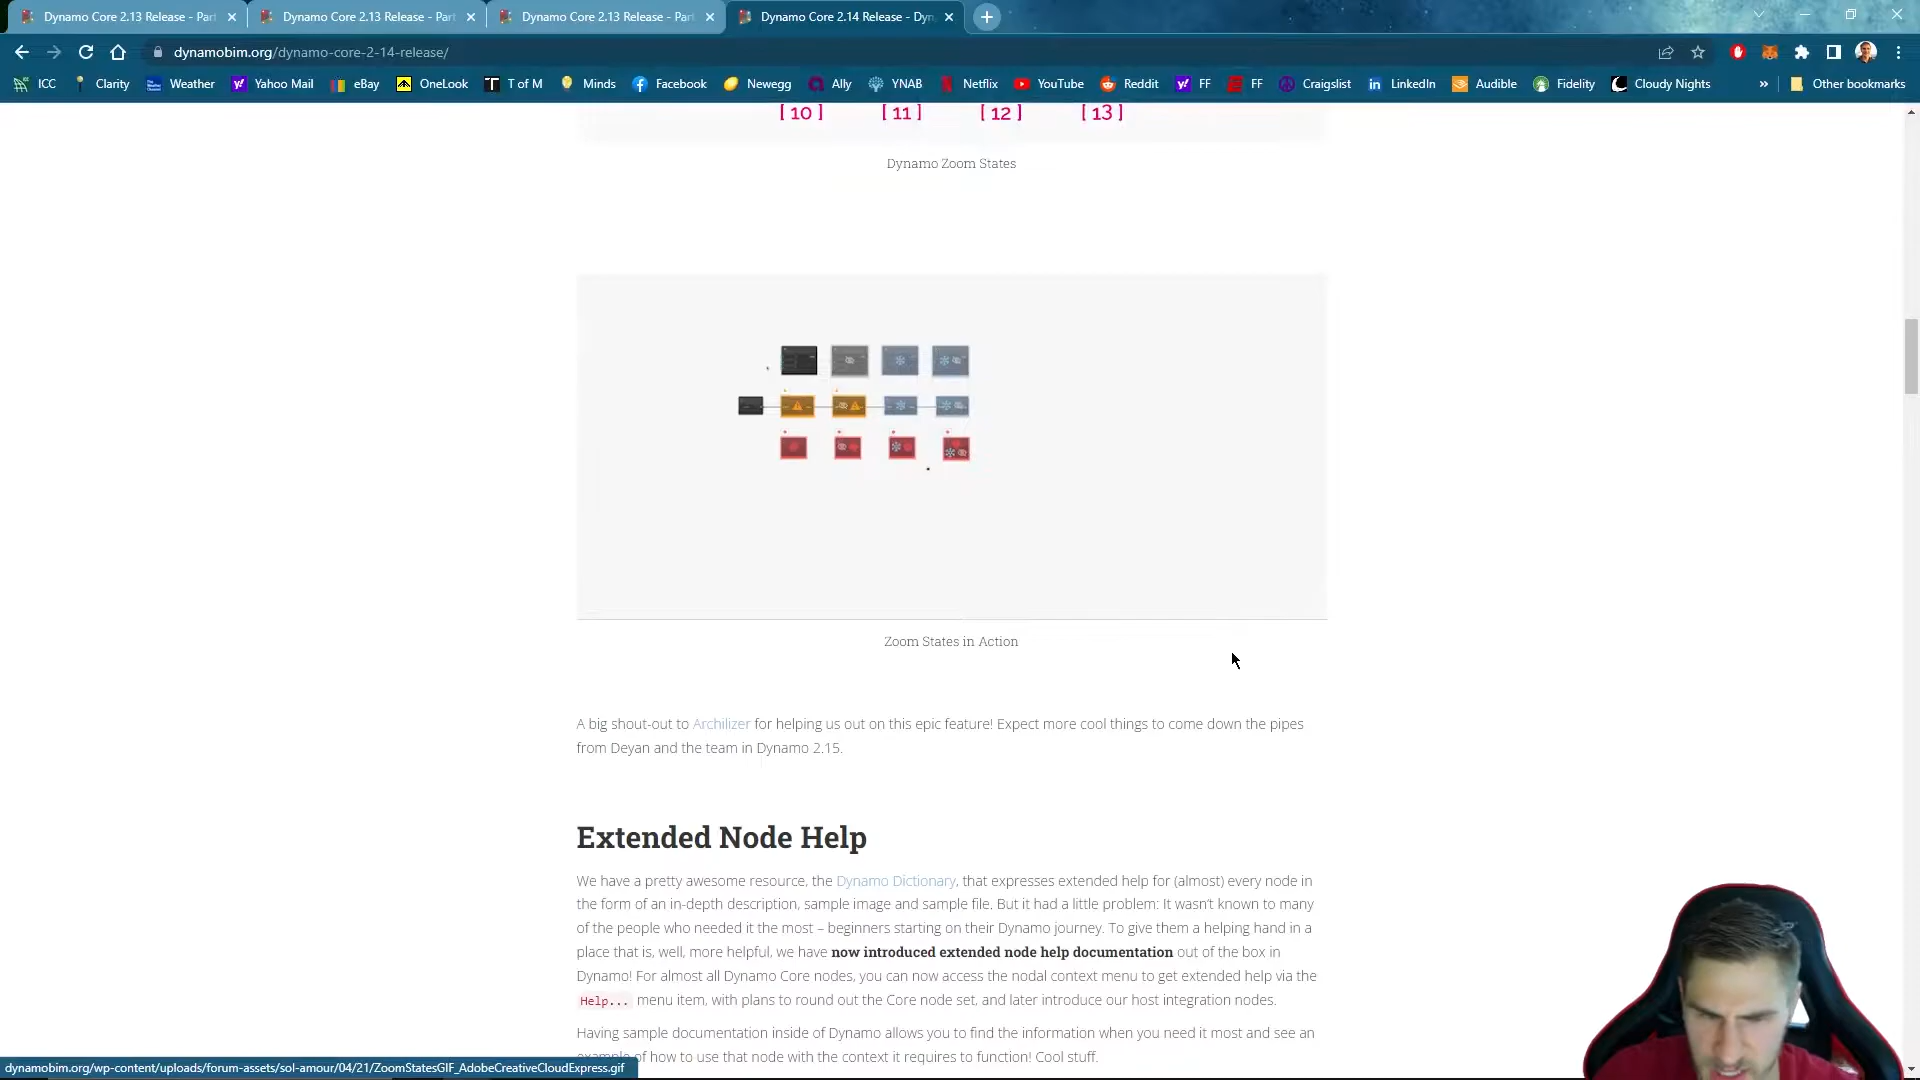 Dynamo Core 2.13 Release - Part
Dynamo Core 2.13 Release - Part
Dynamo Core 2.13 Release - Part
Dynamo Core 2.14 Release - Dyn
dynamobim.org/dynamo-core-2-14-release/
ICC
Clarity
Weather
Yahoo Mail
eBay
OneLook
T of M
Minds
Facebook
Newegg
Ally
YNAB
Netflix
YouTube
Reddit
FF
FF
Craigslist
LinkedIn
Audible
Fidelity
Cloudy Nights
»
Other bookmarks
[ 10 ] [ 11 ] [ 12 ] [ 13 ]
Dynamo Zoom States
Zoom States in Action
A big shout-out to Archilizer for helping us out on this epic feature! Expect more cool things to come down the pipes
from Deyan and the team in Dynamo 2.15.
Extended Node Help
We have a pretty awesome resource, the Dynamo Dictionary, that expresses extended help for (almost) every node in
the form of an in-depth description, sample image and sample file. But it had a little problem: It wasn't known to many
of the people who needed it the most – beginners starting on their Dynamo journey. To give them a helping hand in a
place that is, well, more helpful, we have now introduced extended node help documentation out of the box in
Dynamo! For almost all Dynamo Core nodes, you can now access the nodal context menu to get extended help via the
Help... menu item, with plans to round out the Core node set, and later introduce our host integration nodes.
Having sample documentation inside of Dynamo allows you to find the information when you need it most and see an
example of how to use that node with the context it requires to function! Cool stuff.
dynamobim.org/wp-content/uploads/forum-assets/sol-amour/04/21/ZoomStatesGIF_AdobeCreativeCloudExpress.gif